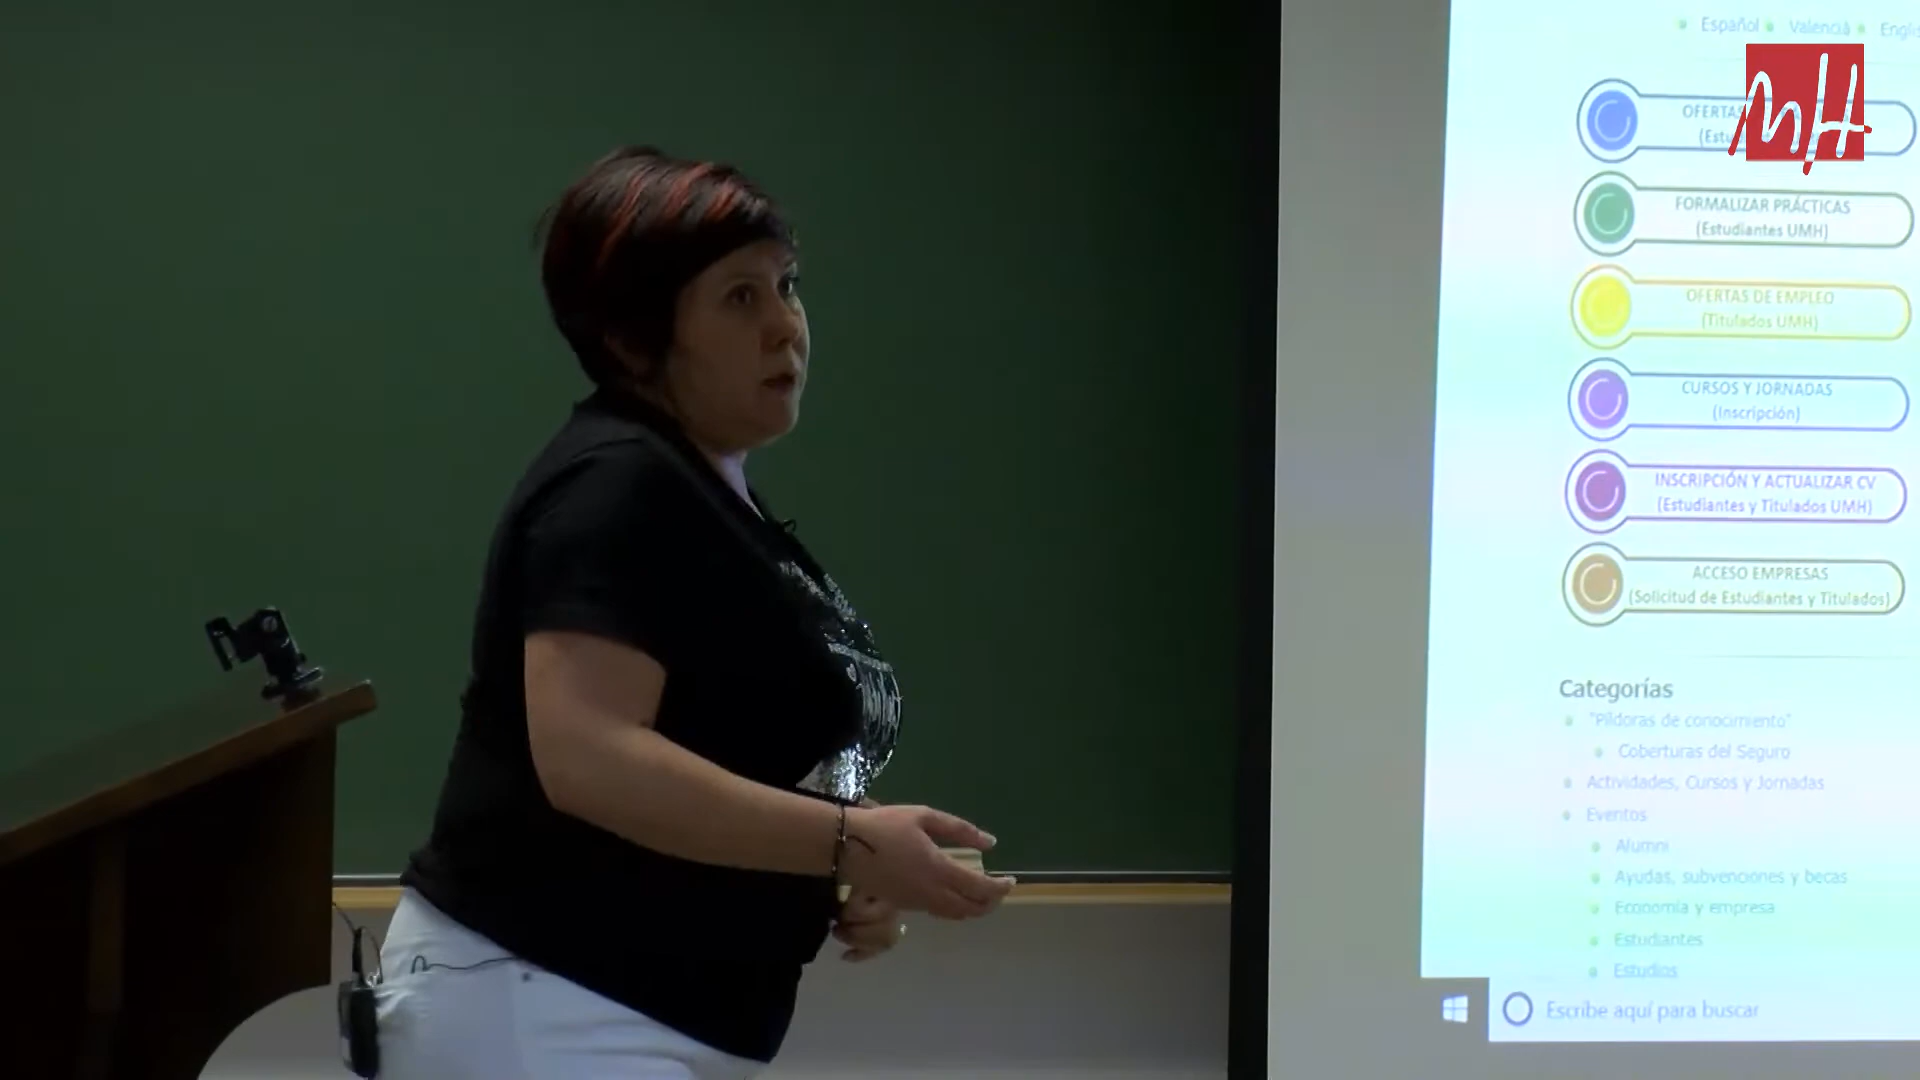 Español
Valencià
OFERTAS
FORMALIZAR PRÁCTICAS
(Estudiantes UMH)
OFERTAS DE EMPLEO
(Titulados UMH)
CURSOS Y JORNADAS
(Inscripción)
INSCRIPCIÓN Y ACTUALIZAR CV
(Estudiantes y Titulados UMH)
ACCESO EMPRESAS
(Solicitud de Estudiantes y Titulados)
Categorías
"Píldoras de conocimiento"
Coberturas del Seguro
Actividades, Cursos y Jornadas
Eventos
Alumni
Ayudas, subvenciones y becas
Economía y empresa
Estudiantes
Estudios
Escribe aquí para buscar
MH